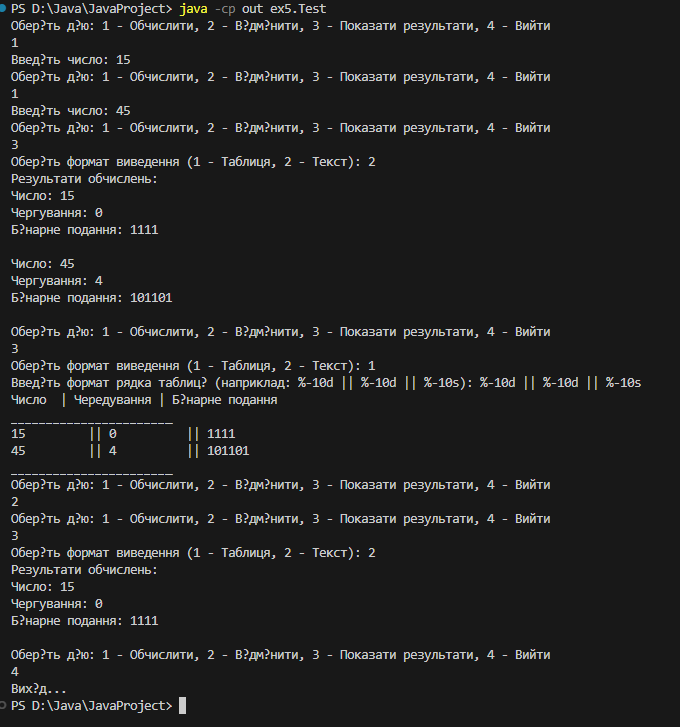 PS D:\Java\JavaProject> java -cp out ex5.Test
Обер?ть д?ю: 1 - Обчислити, 2 - В?дм?нити, 3 - Показати результати, 4 - Вийти
1
Введ?ть число: 15
Обер?ть д?ю: 1 - Обчислити, 2 - В?дм?нити, 3 - Показати результати, 4 - Вийти
1
Введ?ть число: 45
Обер?ть д?ю: 1 - Обчислити, 2 - В?дм?нити, 3 - Показати результати, 4 - Вийти
3
Обер?ть формат виведення (1 - Таблиця, 2 - Текст): 2
Результати обчислень:
Число: 15
Чергування: 0
Б?нарне подання: 1111
Число: 45
Чергування: 4
Б?нарне подання: 101101
Обер?ть д?ю: 1 - Обчислити, 2 - В?дм?нити, 3 - Показати результати, 4 - Вийти
3
Обер?ть формат виведення (1 - Таблиця, 2 - Текст): 1
Введ?ть формат рядка таблиц? (наприклад: %-10d || %-10d || %-10s): %-10d || %-10d || %-10s
Число | Чередування | Б?нарне подання
_______________________
15 || 0 || 1111
45 || 4 || 101101
_______________________
Обер?ть д?ю: 1 - Обчислити, 2 - В?дм?нити, 3 - Показати результати, 4 - Вийти
2
Обер?ть д?ю: 1 - Обчислити, 2 - В?дм?нити, 3 - Показати результати, 4 - Вийти
3
Обер?ть формат виведення (1 - Таблиця, 2 - Текст): 2
Результати обчислень:
Число: 15
Чергування: 0
Б?нарне подання: 1111
Обер?ть д?ю: 1 - Обчислити, 2 - В?дм?нити, 3 - Показати результати, 4 - Вийти
4
Вих?д...
PS D:\Java\JavaProject>